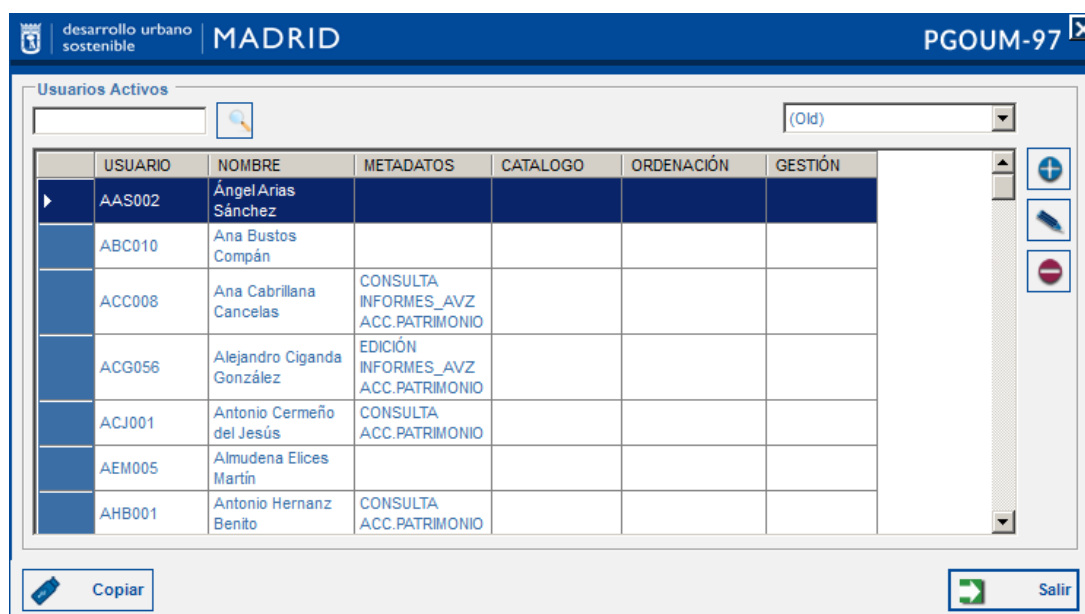 desarrollo urbano
sostenible
MADRID
PGOUM-97
Usuarios Activos
(Old)
USUARIO NOMBRE METADATOS CATALOGO ORDENACIÓN GESTIÓN
AAS002
Ángel Arias
Sánchez
ABC010
Ana Bustos
Compán
ACC008
Ana Cabrillana
Cancelas
CONSULTA
INFORMES_AVZ
ACC.PATRIMONIO
ACG056
Alejandro Ciganda
González
EDICIÓN
INFORMES_AVZ
ACC.PATRIMONIO
ACJ001
Antonio Cermeño
del Jesús
CONSULTA
ACC.PATRIMONIO
AEM005
Almudena Elices
Martín
AHB001
Antonio Hernanz
Benito
CONSULTA
ACC.PATRIMONIO
Copiar
Salir